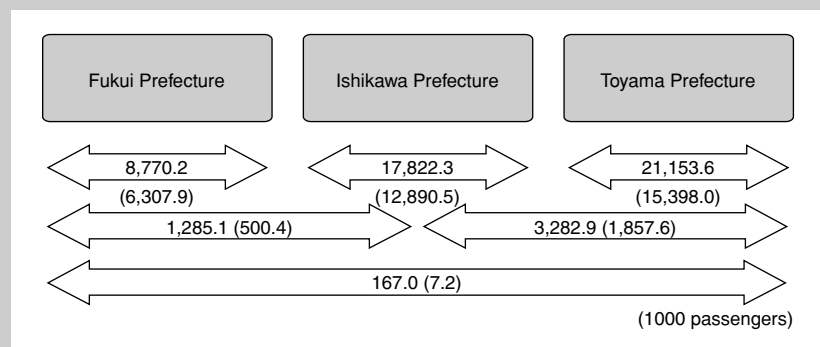 Fukui Prefecture
Ishikawa Prefecture
Toyama Prefecture
8,770.2
17,822.3
21,153.6
(6,307.9)
(12,890.5)
(15,398.0)
1,285.1 (500.4)
3,282.9 (1,857.6)
167.0 (7.2)
(1000 passengers)